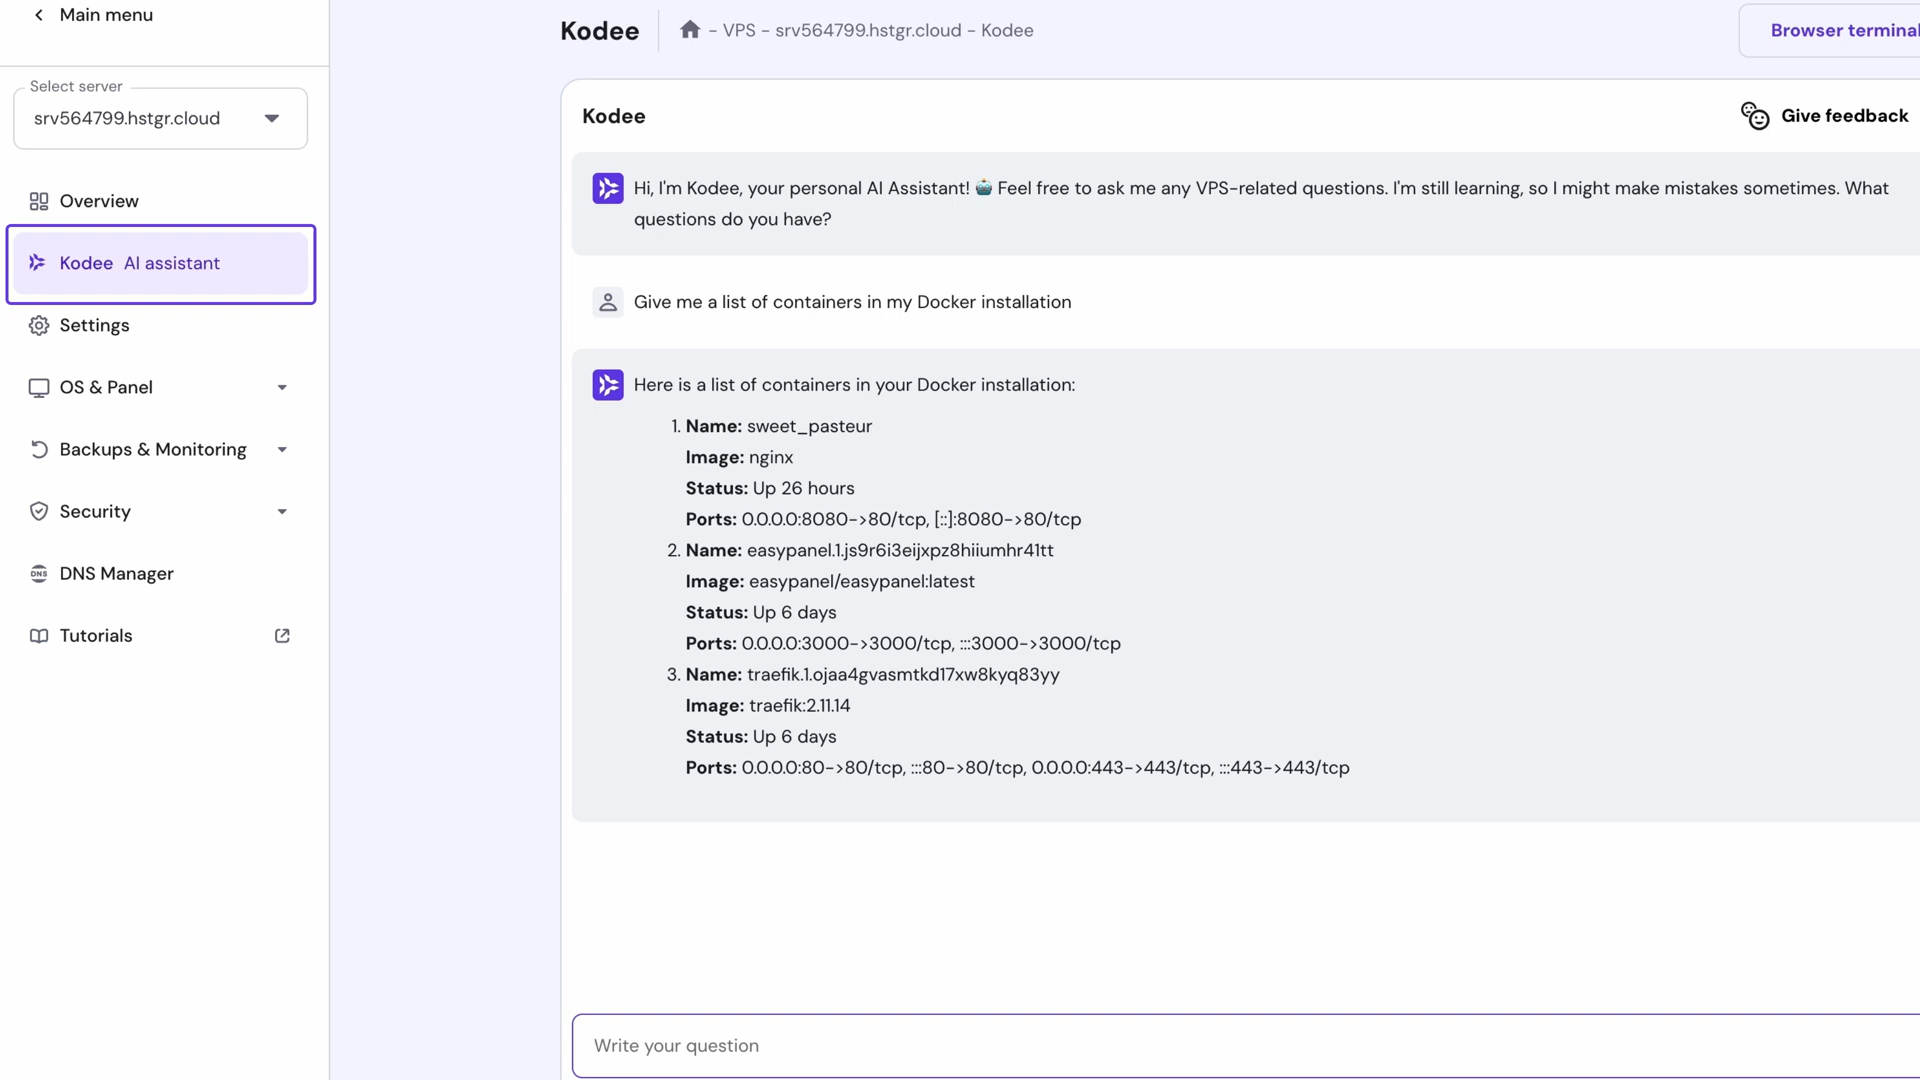 Main menu
Select server
srv564799.hstgr.cloud
Overview
Kodee AI assistant
Settings
OS & Panel
Backups & Monitoring
Security
DNS DNS Manager
Tutorials
Kodee
– VPS – srv564799.hstgr.cloud – Kodee
Browser terminal
Kodee
Give feedback
Hi, I'm Kodee, your personal AI Assistant! 🤖 Feel free to ask me any VPS-related questions. I'm still learning, so I might make mistakes sometimes. What
questions do you have?
Give me a list of containers in my Docker installation
Here is a list of containers in your Docker installation:
1. Name: sweet_pasteur
Image: nginx
Status: Up 26 hours
Ports: 0.0.0.0:8080->80/tcp, [::]:8080->80/tcp
2. Name: easypanel.1.js9r6i3eijxpz8hiiumhr41tt
Image: easypanel/easypanel:latest
Status: Up 6 days
Ports: 0.0.0.0:3000->3000/tcp, :::3000->3000/tcp
3. Name: traefik.1.ojaa4gvasmtkd17xw8kyq83yy
Image: traefik:2.11.14
Status: Up 6 days
Ports: 0.0.0.0:80->80/tcp, :::80->80/tcp, 0.0.0.0:443->443/tcp, :::443->443/tcp
Write your question